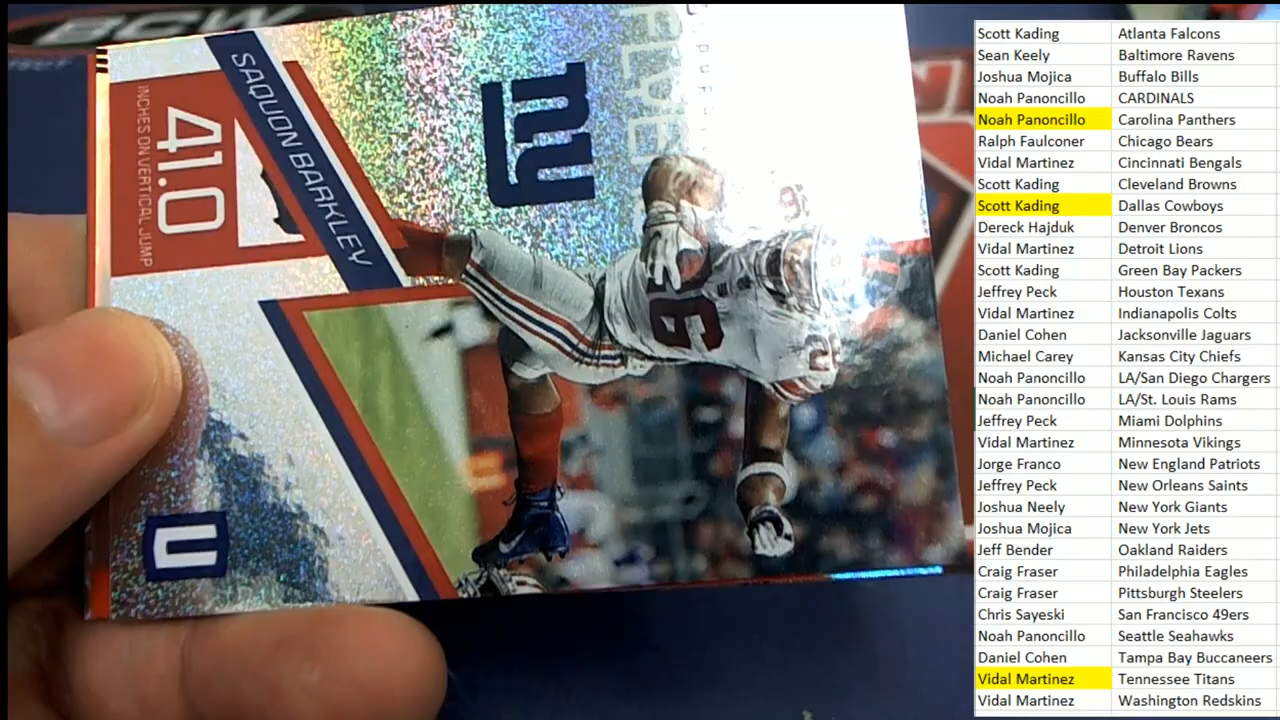 BCW
SAQUON BARKLEY
41.0
INCHES ON VERTICAL JUMP
ny
U
26
Scott Kading Atlanta Falcons
Sean Keely Baltimore Ravens
Joshua Mojica Buffalo Bills
Noah Panoncillo CARDINALS
Noah Panoncillo Carolina Panthers
Ralph Faulconer Chicago Bears
Vidal Martinez Cincinnati Bengals
Scott Kading Cleveland Browns
Scott Kading Dallas Cowboys
Dereck Hajduk Denver Broncos
Vidal Martinez Detroit Lions
Scott Kading Green Bay Packers
Jeffrey Peck Houston Texans
Vidal Martinez Indianapolis Colts
Daniel Cohen Jacksonville Jaguars
Michael Carey Kansas City Chiefs
Noah Panoncillo LA/San Diego Chargers
Noah Panoncillo LA/St. Louis Rams
Jeffrey Peck Miami Dolphins
Vidal Martinez Minnesota Vikings
Jorge Franco New England Patriots
Jeffrey Peck New Orleans Saints
Joshua Neely New York Giants
Joshua Mojica New York Jets
Jeff Bender Oakland Raiders
Craig Fraser Philadelphia Eagles
Craig Fraser Pittsburgh Steelers
Chris Sayeski San Francisco 49ers
Noah Panoncillo Seattle Seahawks
Daniel Cohen Tampa Bay Buccaneers
Vidal Martinez Tennessee Titans
Vidal Martinez Washington Redskins